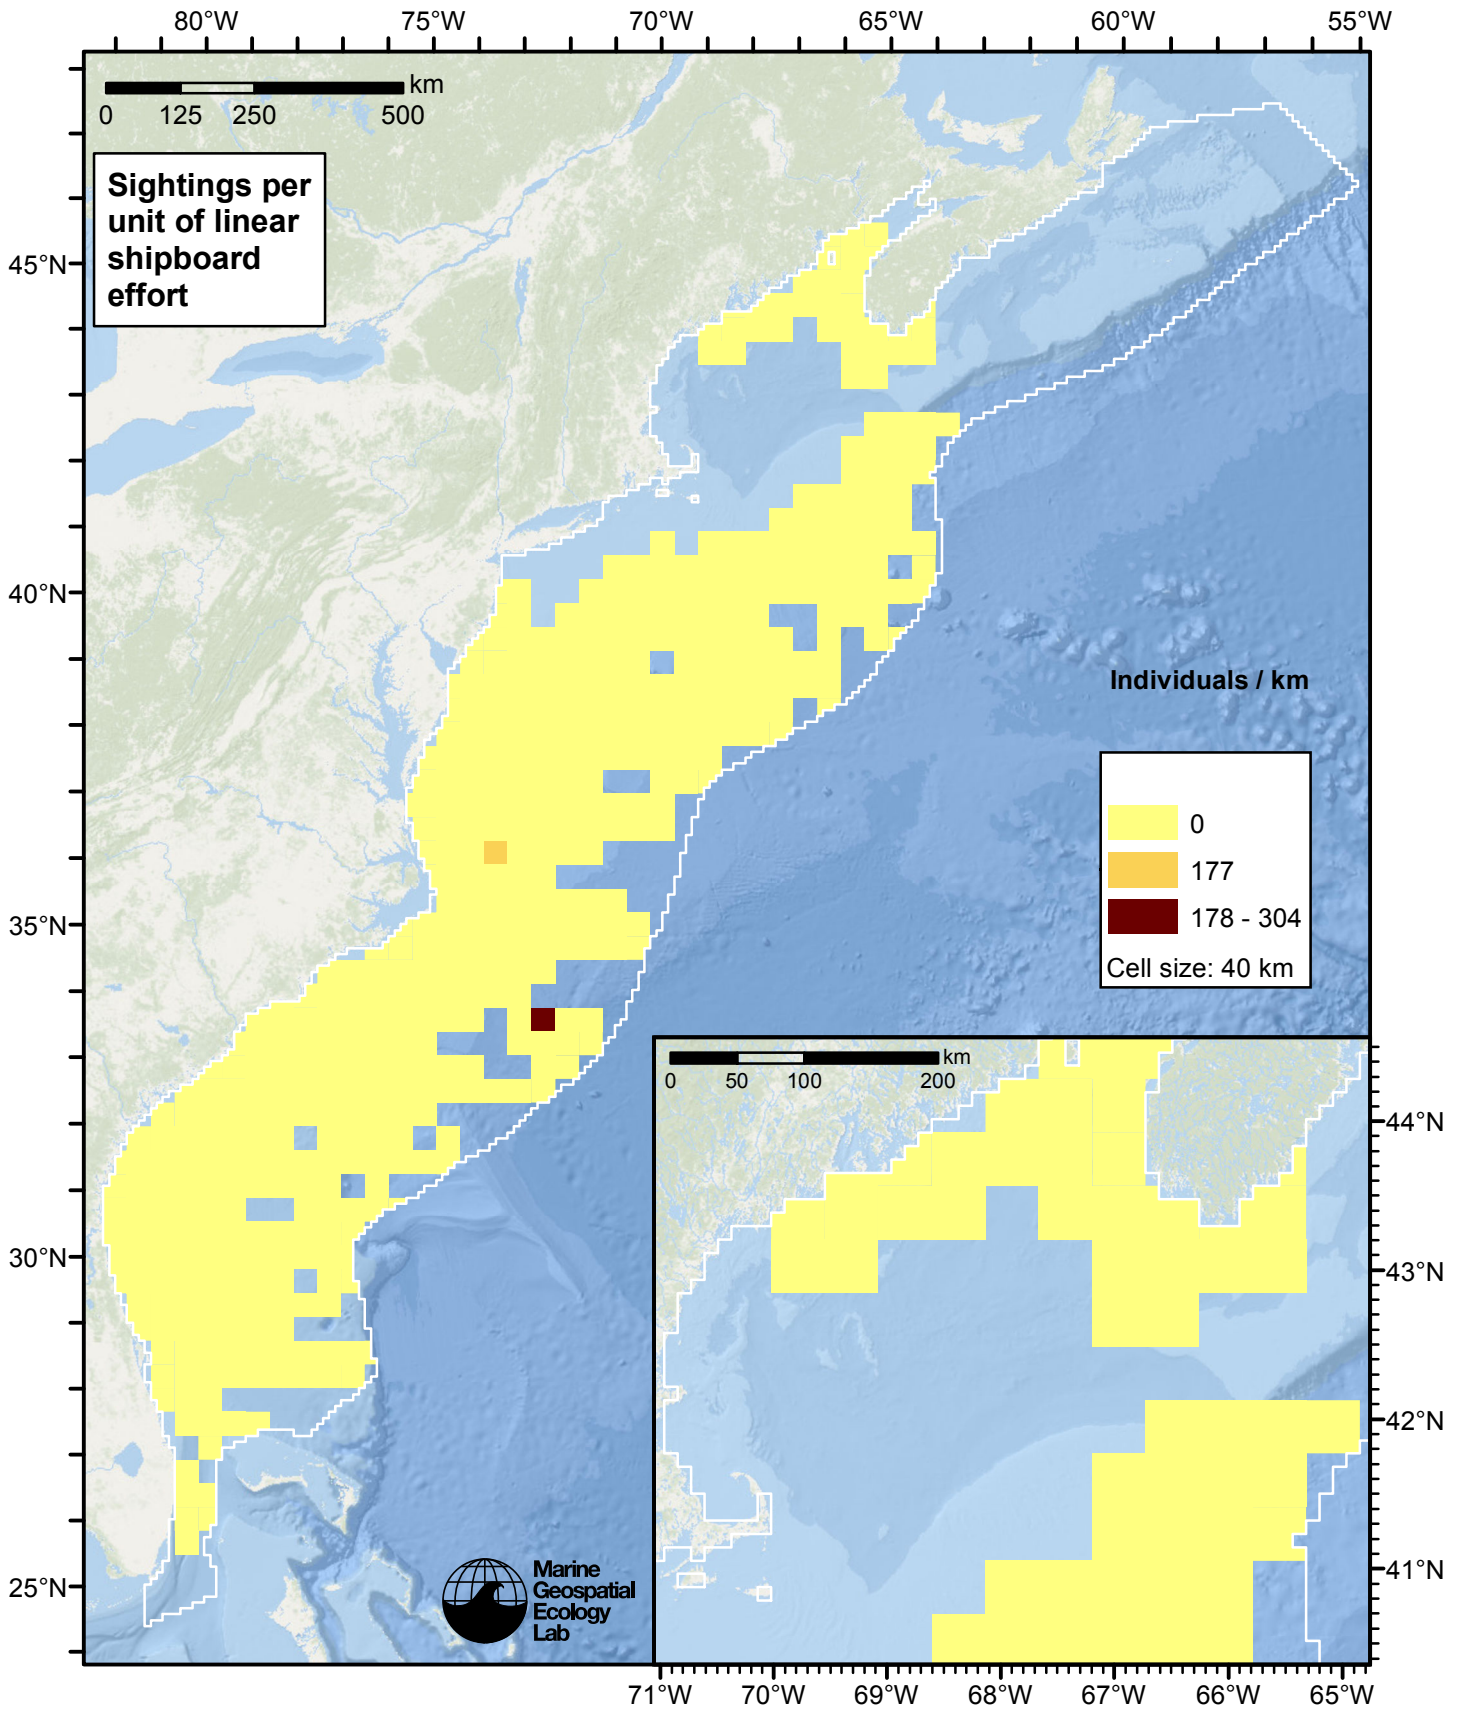 80°W 75°W 70°W 65°W 60°W 55°W
km
0 125 250 500
Sightings per
unit of linear
shipboard
effort
45°N
40°N
35°N
30°N
25°N
Individuals / km
0
177
178 - 304
Cell size: 40 km
km
0 50 100 200
44°N
43°N
42°N
41°N
Marine
Geospatial
Ecology
Lab
71°W 70°W 69°W 68°W 67°W 66°W 65°W